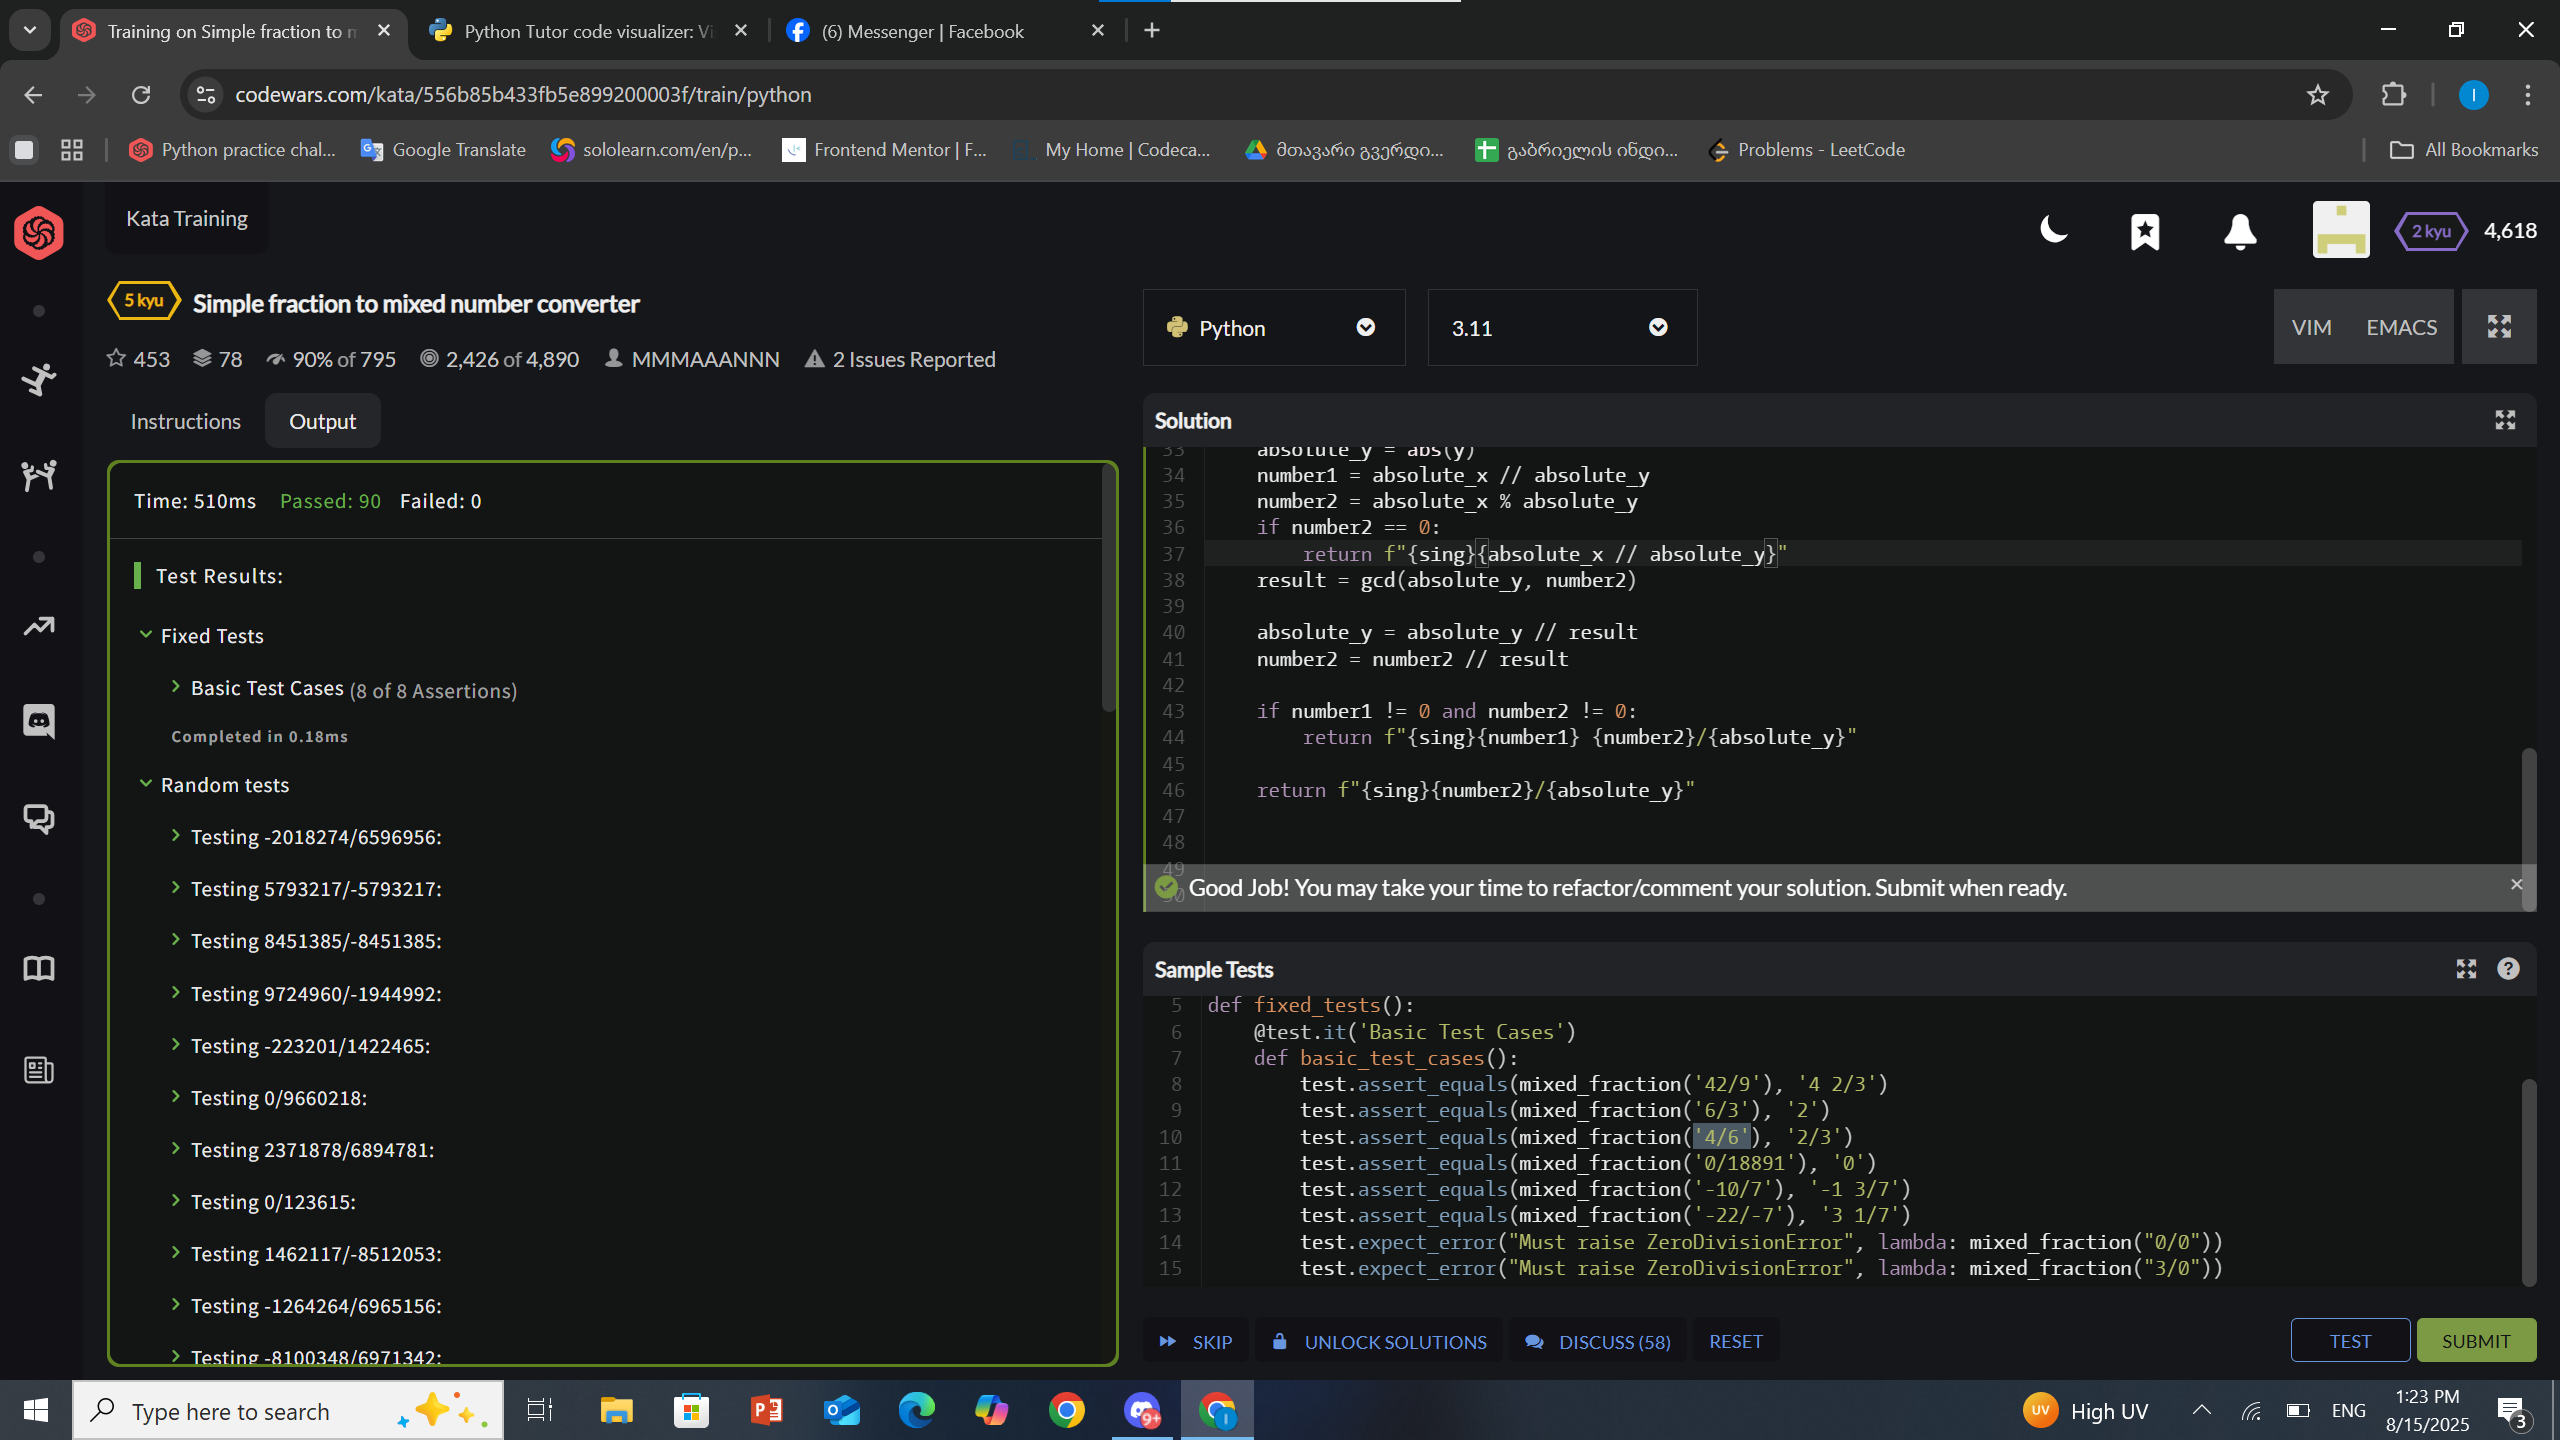 Training on Simple fraction to m
Python Tutor code visualizer: Vi
(6) Messenger | Facebook
codewars.com/kata/556b85b433fb5e899200003f/train/python
Python practice chal...
Google Translate
sololearn.com/en/p...
Frontend Mentor | F...
My Home | Codeca...
მთავარი გვერდი...
გაბრიელის ინდი...
Problems - LeetCode
All Bookmarks
Kata Training
2 kyu
4,618
5 kyu
Simple fraction to mixed number converter
453
78
90% of 795
2,426 of 4,890
MMMAAANNN
2 Issues Reported
Python
3.11
VIM
EMACS
Instructions
Output
Time: 510ms Passed: 90 Failed: 0
Test Results:
Fixed Tests
Basic Test Cases (8 of 8 Assertions)
Completed in 0.18ms
Random tests
Testing -2018274/6596956:
Testing 5793217/-5793217:
Testing 8451385/-8451385:
Testing 9724960/-1944992:
Testing -223201/1422465:
Testing 0/9660218:
Testing 2371878/6894781:
Testing 0/123615:
Testing 1462117/-8512053:
Testing -1264264/6965156:
Testing -8100348/6971342:
Solution
33 absolute_y = abs(y)
34 number1 = absolute_x // absolute_y
35 number2 = absolute_x % absolute_y
36 if number2 == 0:
37 return f"{sing}{absolute_x // absolute_y}"
38 result = gcd(absolute_y, number2)
39
40 absolute_y = absolute_y // result
41 number2 = number2 // result
42
43 if number1 != 0 and number2 != 0:
44 return f"{sing}{number1} {number2}/{absolute_y}"
45
46 return f"{sing}{number2}/{absolute_y}"
47
48
49
50
Good Job! You may take your time to refactor/comment your solution. Submit when ready.
Sample Tests
5 def fixed_tests():
6 @test.it('Basic Test Cases')
7 def basic_test_cases():
8 test.assert_equals(mixed_fraction('42/9'), '4 2/3')
9 test.assert_equals(mixed_fraction('6/3'), '2')
10 test.assert_equals(mixed_fraction('4/6'), '2/3')
11 test.assert_equals(mixed_fraction('0/18891'), '0')
12 test.assert_equals(mixed_fraction('-10/7'), '-1 3/7')
13 test.assert_equals(mixed_fraction('-22/-7'), '3 1/7')
14 test.expect_error("Must raise ZeroDivisionError", lambda: mixed_fraction("0/0"))
15 test.expect_error("Must raise ZeroDivisionError", lambda: mixed_fraction("3/0"))
SKIP
UNLOCK SOLUTIONS
DISCUSS (58)
RESET
TEST
SUBMIT
Type here to search
9+
UV
High UV
ENG
1:23 PM
8/15/2025
3